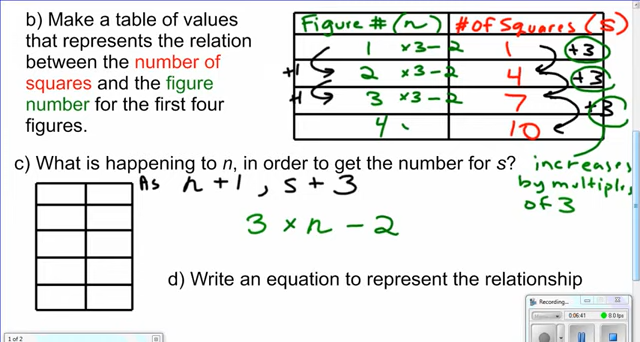 b) Make a table of values
that represents the relation
between the number of
squares and the figure
number for the first four
figures.
Figure # (n) # of Squares (s)
1 ×3-2 1 +3
+1 2 ×3-2 4 +3
+1 3 ×3-2 7 +3
4 10
c) What is happening to n, in order to get the number for s?
increases
by multiples
of 3
As n+1, s+3
3 × n - 2
d) Write an equation to represent the relationship
Recording...
0:06:41 8.0 fps
1 of 2